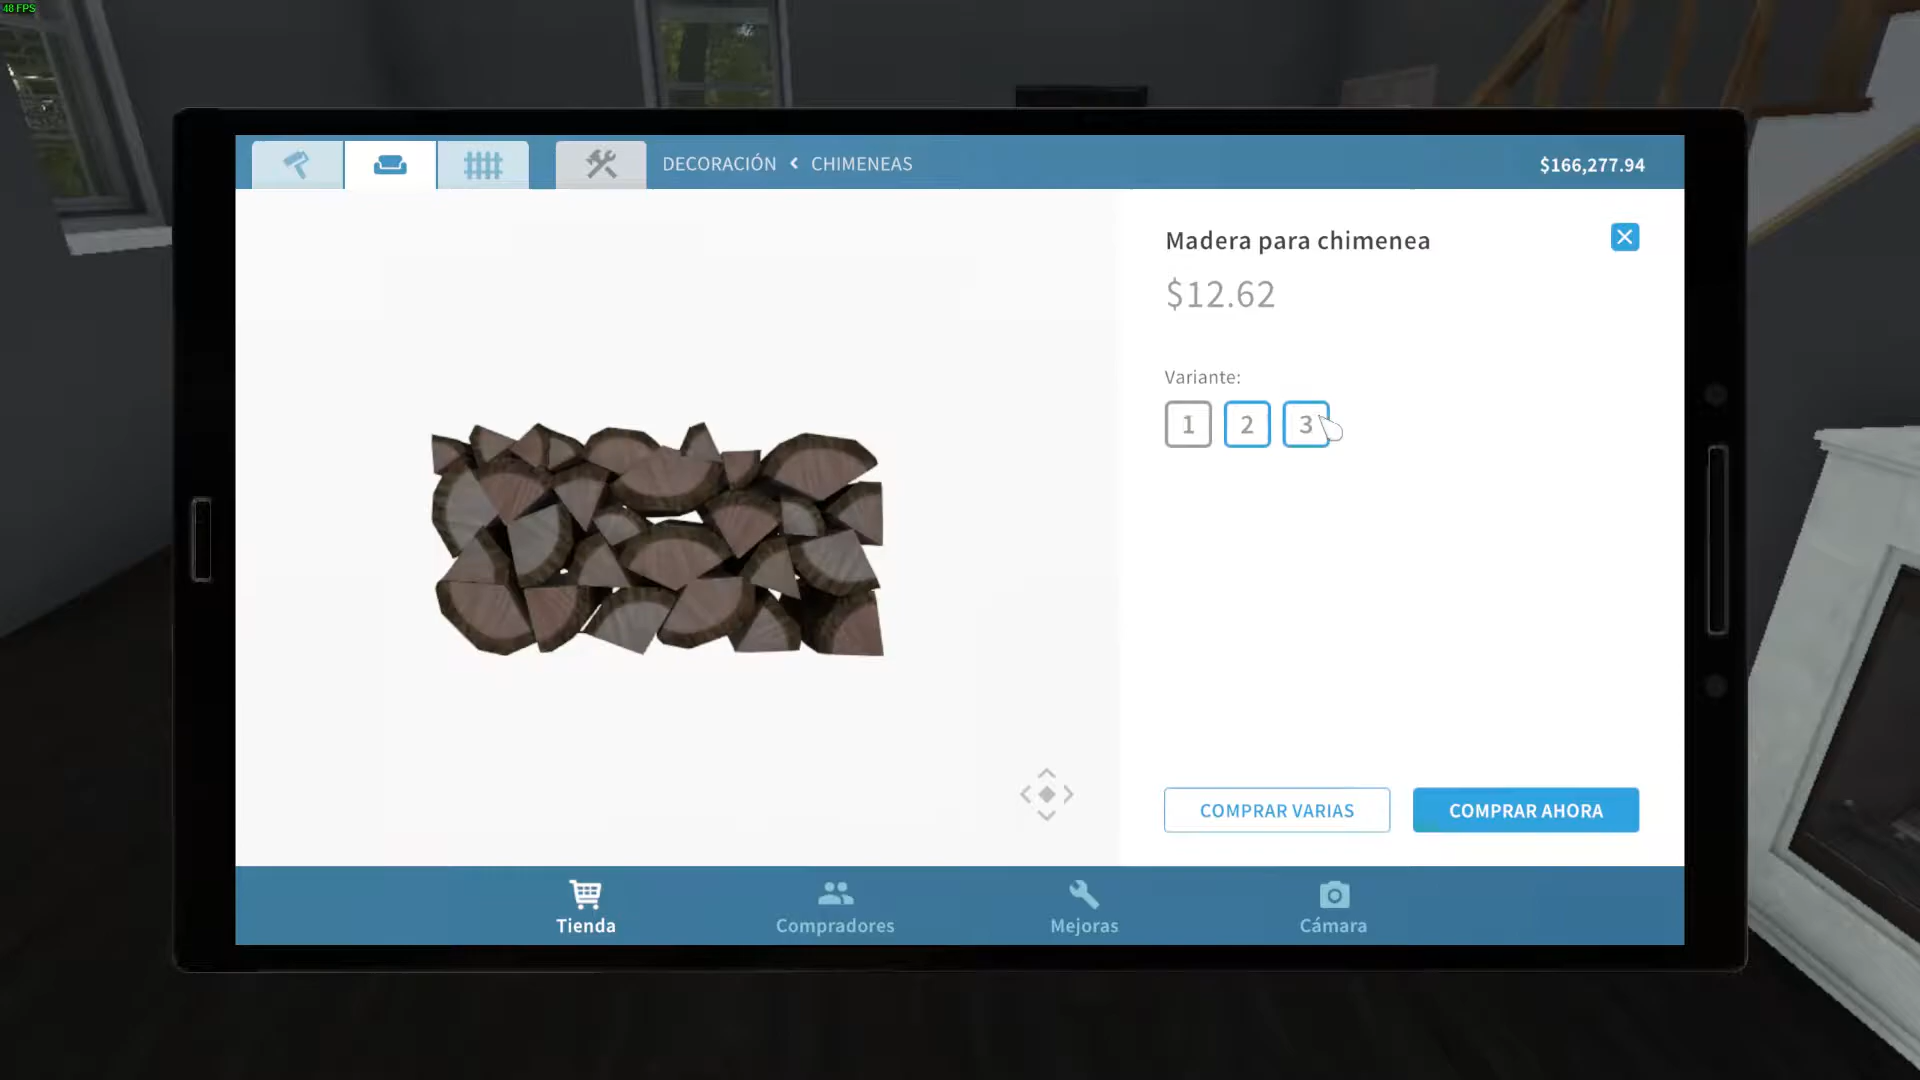 48 FPS
DECORACIÓN < CHIMENEAS
$166,277.94
Madera para chimenea
$12.62
Variante:
1 2 3
COMPRAR VARIAS COMPRAR AHORA
Tienda Compradores Mejoras Cámara